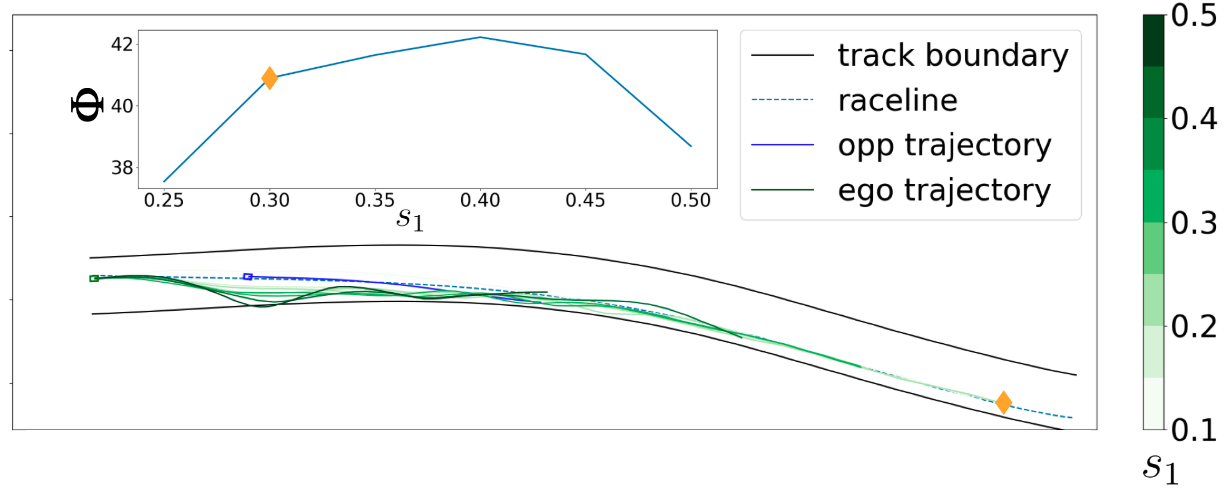 42
40
38
Φ
0.25 0.30 0.35 0.40 0.45 0.50
s₁
track boundary
raceline
opp trajectory
ego trajectory
0.5
0.4
0.3
0.2
0.1
s₁